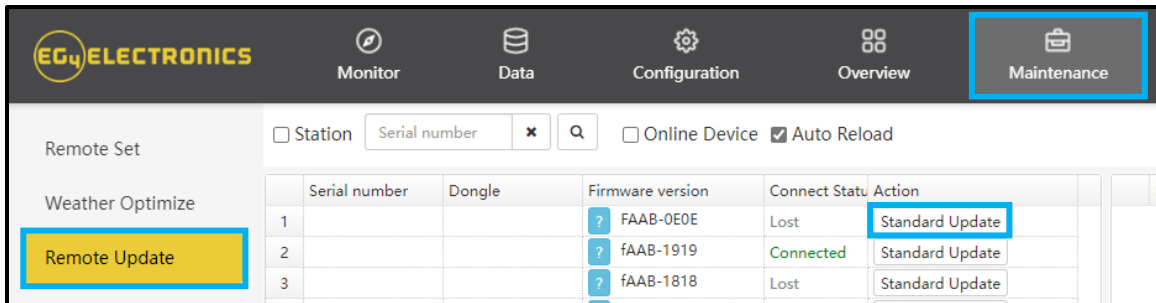 EG4 ELECTRONICS
Monitor
Data
Configuration
Overview
Maintenance
Station
Serial number
Online Device
Auto Reload
Remote Set
Weather Optimize
Remote Update
Serial number Dongle Firmware version Connect Statu Action
1 ? FAAB-0E0E Lost Standard Update
2 ? fAAB-1919 Connected Standard Update
3 ? fAAB-1818 Lost Standard Update